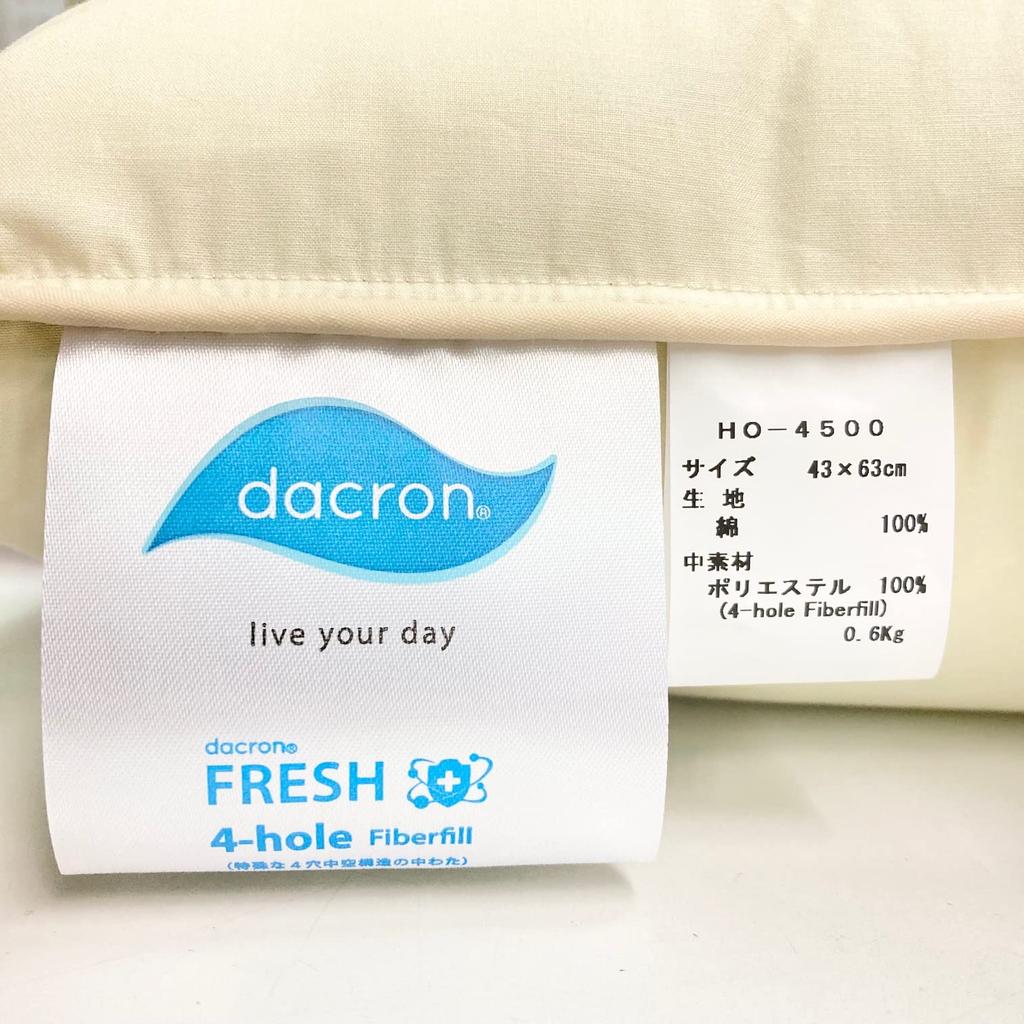 dacron®
live your day
dacron®
FRESH
4-hole Fiberfill
(特殊な4穴中空構造の中わた)
HO-4500
サイズ 43×63cm
生 地
綿 100%
中素材
ポリエステル 100%
(4-hole Fiberfill)
0.6Kg